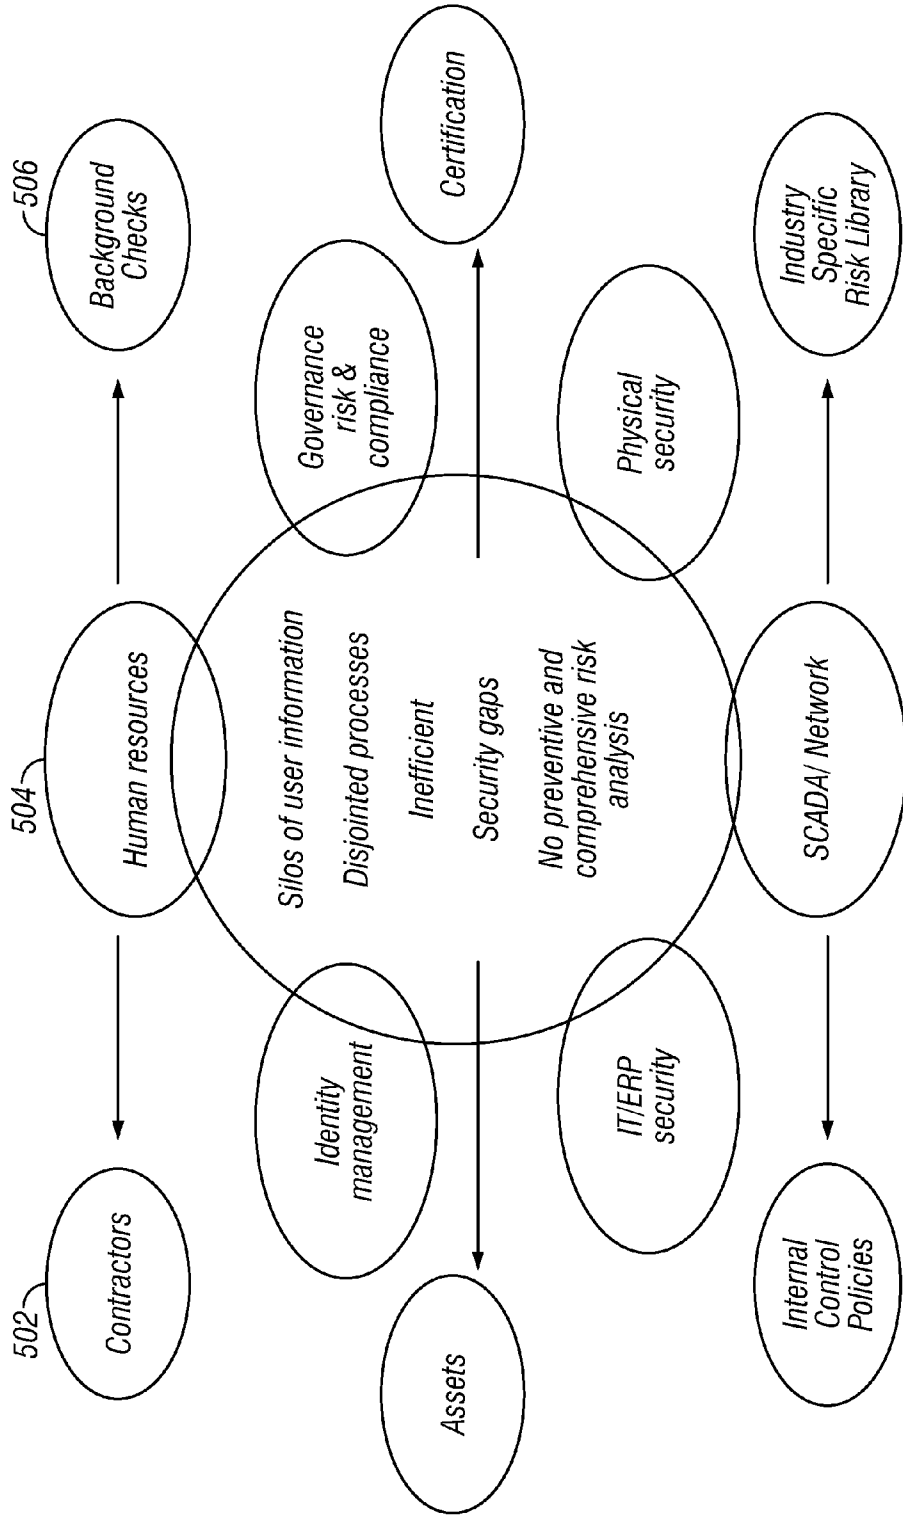 502
504
506
Contractors
Human resources
Background
Checks
Identity
management
Governance
risk &
compliance
Silos of user information
Disjointed processes
Inefficient
Security gaps
No preventive and
comprehensive risk
analysis
Assets
Certification
IT/ERP
security
Physical
security
Internal
Control
Policies
SCADA/ Network
Industry
Specific
Risk Library